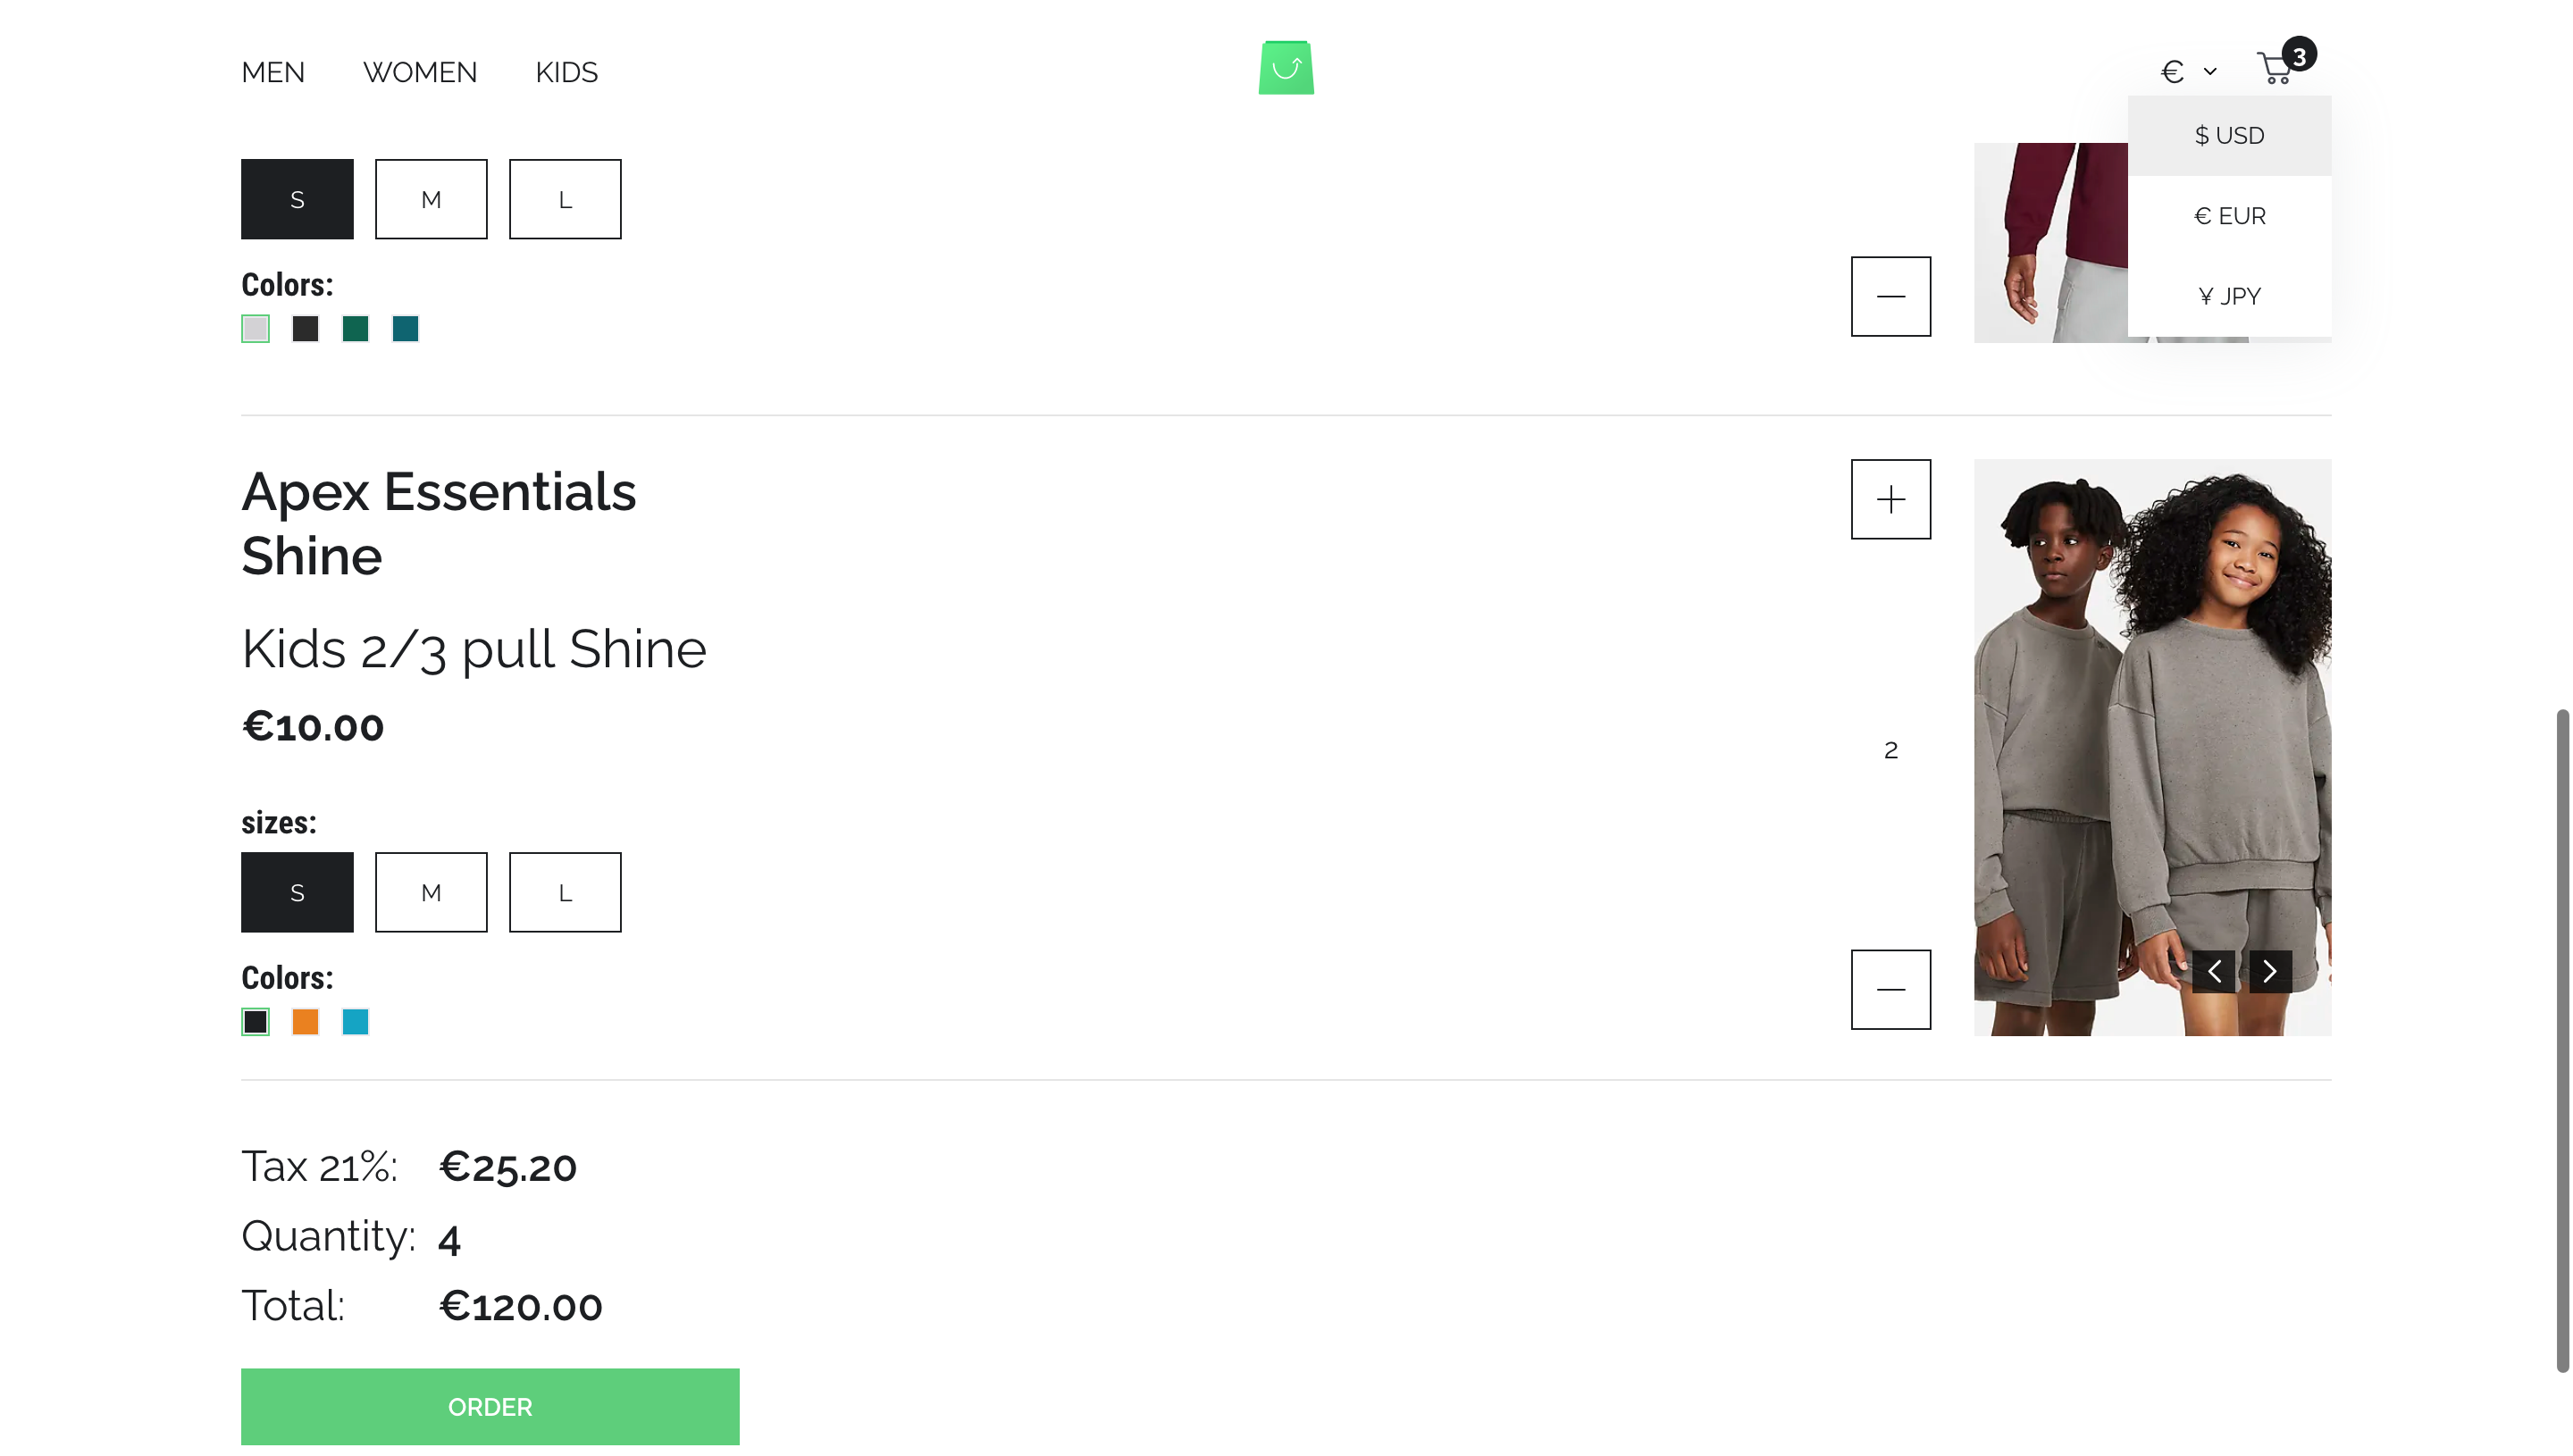 MEN WOMEN KIDS € 3
$ USD
€ EUR
¥ JPY
S M L
Colors:
Apex Essentials
Shine
Kids 2/3 pull Shine
€10.00
2
sizes:
S M L
Colors:
Tax 21%: €25.20
Quantity: 4
Total: €120.00
ORDER